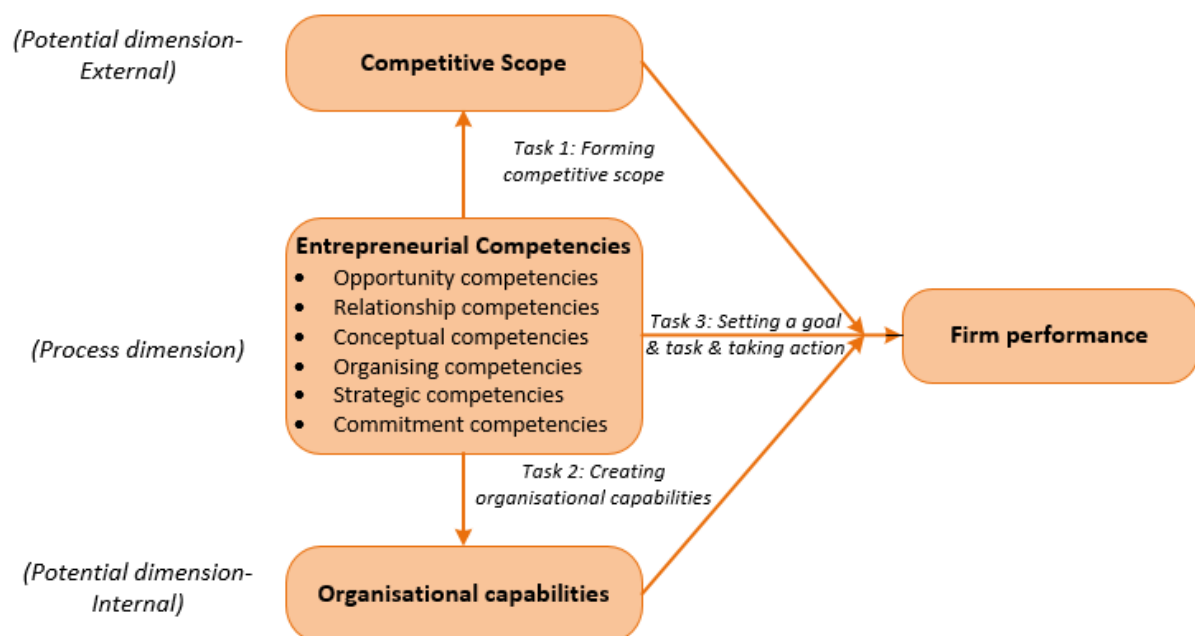 (Potential dimension-
External)
Competitive Scope
Task 1: Forming
competitive scope
Entrepreneurial Competencies
• Opportunity competencies
• Relationship competencies
• Conceptual competencies
• Organising competencies
• Strategic competencies
• Commitment competencies
(Process dimension)
Task 3: Setting a goal
& task & taking action
Firm performance
Task 2: Creating
organisational capabilities
(Potential dimension-
Internal)
Organisational capabilities